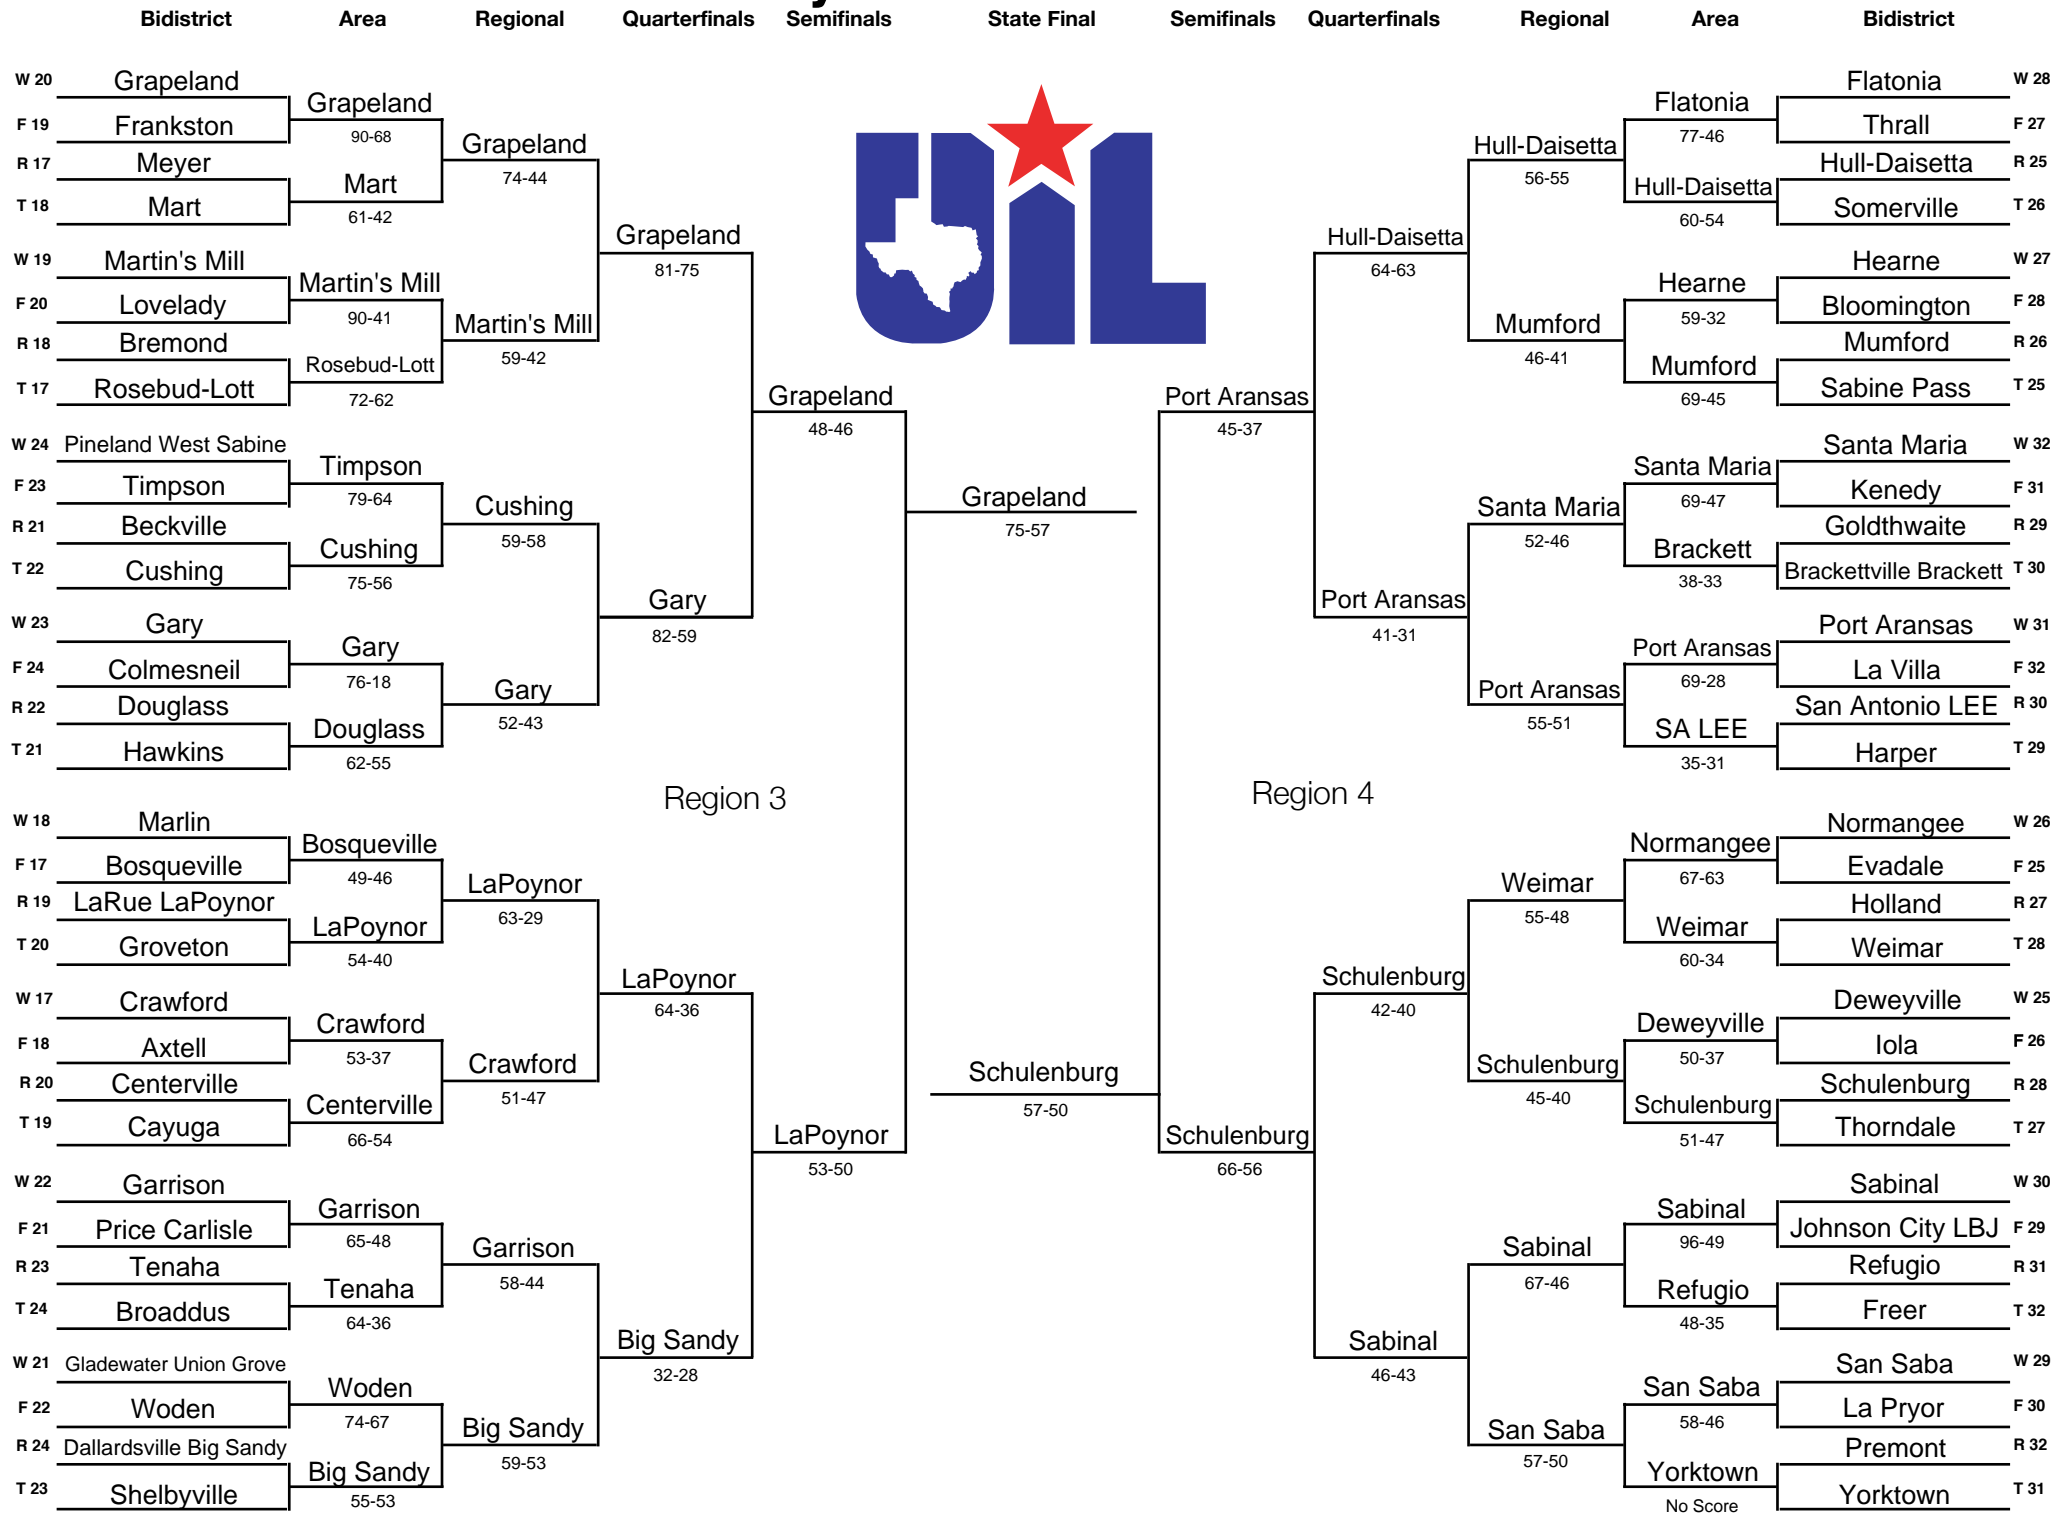 Bidistrict Area Regional Quarterfinals Semifinals State Final Semifinals Quarterfinals Regional Area Bidistrict
W 20 Grapeland
Grapeland
F 19 Frankston
90-68
Grapeland
R 17 Meyer
74-44
Mart
T 18 Mart
61-42
Grapeland
81-75
W 19 Martin's Mill
Martin's Mill
F 20 Lovelady
90-41
Martin's Mill
R 18 Bremond
59-42
Rosebud-Lott
T 17 Rosebud-Lott
72-62
Grapeland
48-46
W 24 Pineland West Sabine
Timpson
F 23 Timpson
79-64
Cushing
R 21 Beckville
59-58
Cushing
T 22 Cushing
75-56
Gary
82-59
W 23 Gary
Gary
F 24 Colmesneil
76-18
Gary
R 22 Douglass
52-43
Douglass
T 21 Hawkins
62-55
Grapeland
75-57
Region 3
W 18 Marlin
Bosqueville
F 17 Bosqueville
49-46
LaPoynor
R 19 LaRue LaPoynor
63-29
LaPoynor
T 20 Groveton
54-40
LaPoynor
64-36
W 17 Crawford
Crawford
F 18 Axtell
53-37
Crawford
R 20 Centerville
51-47
Centerville
T 19 Cayuga
66-54
LaPoynor
53-50
W 22 Garrison
Garrison
F 21 Price Carlisle
65-48
Garrison
R 23 Tenaha
58-44
Tenaha
T 24 Broaddus
64-36
Big Sandy
32-28
W 21 Gladewater Union Grove
Woden
F 22 Woden
74-67
Big Sandy
R 24 Dallardsville Big Sandy
59-53
Big Sandy
T 23 Shelbyville
55-53
UIL
Flatonia W 28
Flatonia
Thrall F 27
77-46
Hull-Daisetta
Hull-Daisetta R 25
56-55
Hull-Daisetta
Somerville T 26
60-54
Hull-Daisetta
64-63
Hearne W 27
Hearne
Bloomington F 28
59-32
Mumford
Mumford R 26
46-41
Mumford
Sabine Pass T 25
69-45
Port Aransas
45-37
Santa Maria W 32
Santa Maria
Kenedy F 31
69-47
Santa Maria
Goldthwaite R 29
52-46
Brackett
Brackettville Brackett T 30
38-33
Port Aransas
41-31
Port Aransas W 31
Port Aransas
La Villa F 32
69-28
Port Aransas
San Antonio LEE R 30
55-51
SA LEE
Harper T 29
35-31
Region 4
Normangee W 26
Normangee
Evadale F 25
67-63
Weimar
Holland R 27
55-48
Weimar
Weimar T 28
60-34
Schulenburg
42-40
Deweyville W 25
Deweyville
Iola F 26
50-37
Schulenburg
Schulenburg R 28
45-40
Schulenburg
Thorndale T 27
51-47
Schulenburg
57-50
Schulenburg
66-56
Sabinal W 30
Sabinal
Johnson City LBJ F 29
96-49
Sabinal
Refugio R 31
67-46
Refugio
Freer T 32
48-35
Sabinal
46-43
San Saba W 29
San Saba
La Pryor F 30
58-46
San Saba
Premont R 32
57-50
Yorktown
Yorktown T 31
No Score